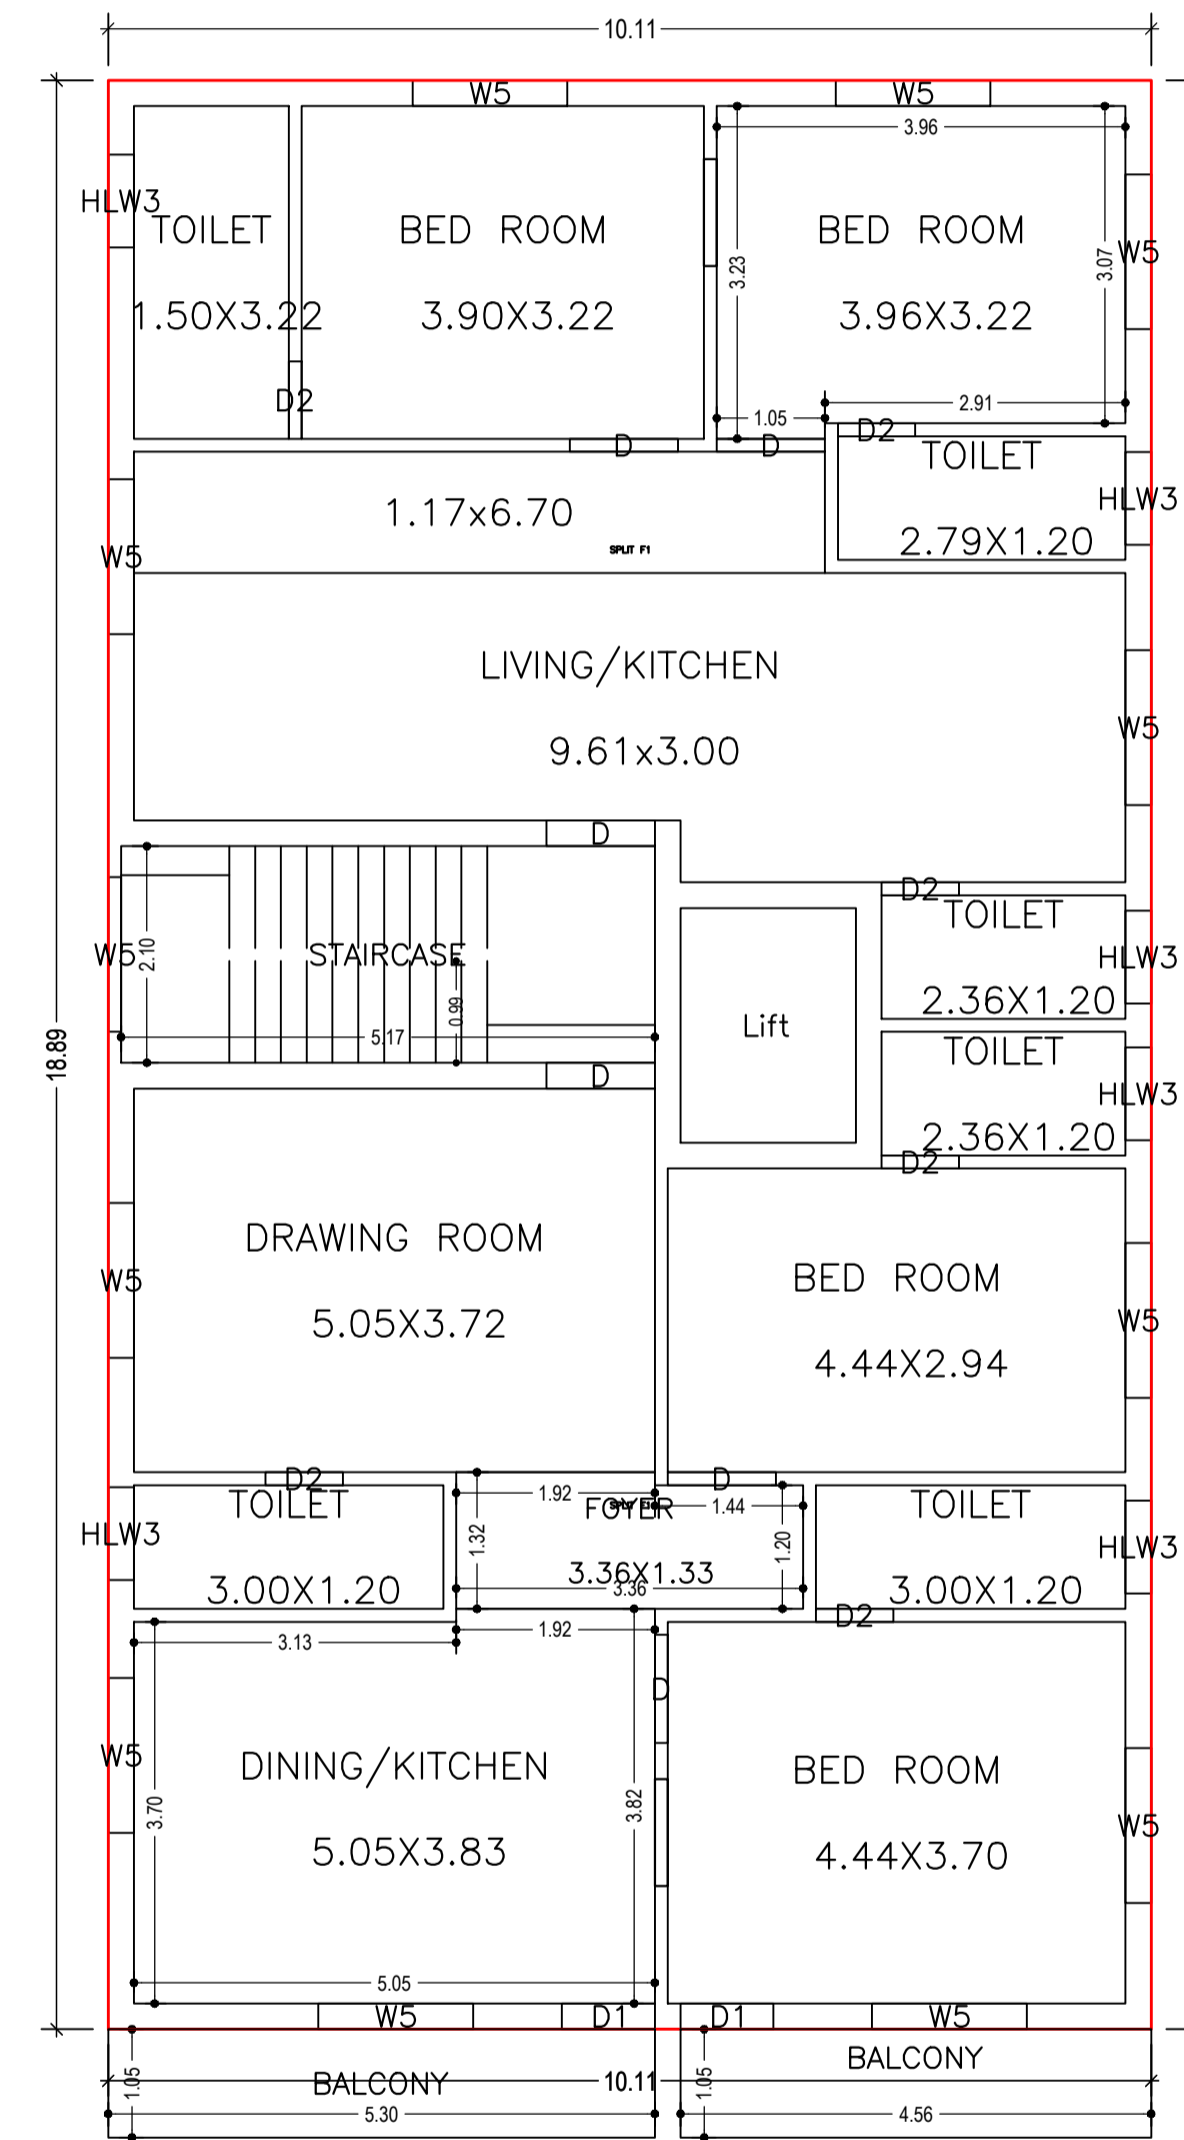 10.11
W5
W5
3.96
HLW3
TOILET
BED ROOM
BED ROOM
W5
3.23
3.07
1.50X3.22
3.90X3.22
3.96X3.22
D2
2.91
1.05
D
D
D2
TOILET
HLW3
2.79X1.20
1.17x6.70
SPLIT F1
W5
LIVING/KITCHEN
9.61x3.00
W5
D
D2
TOILET
W5
2.10
STAIRCASE
0.99
HLW3
2.36X1.20
Lift
5.17
18.89
TOILET
D
HLW3
2.36X1.20
D2
DRAWING ROOM
W5
5.05X3.72
BED ROOM
W5
4.44X2.94
D2
D
TOILET
1.92
FOYER
1.44
TOILET
HLW3
1.32
1.20
HLW3
3.00X1.20
3.36X1.33
3.36
3.00X1.20
D2
3.13
1.92
D
W5
DINING/KITCHEN
BED ROOM
3.70
3.82
W5
5.05X3.83
4.44X3.70
5.05
W5
D1
D1
W5
BALCONY
BALCONY
1.05
10.11
1.05
5.30
4.56